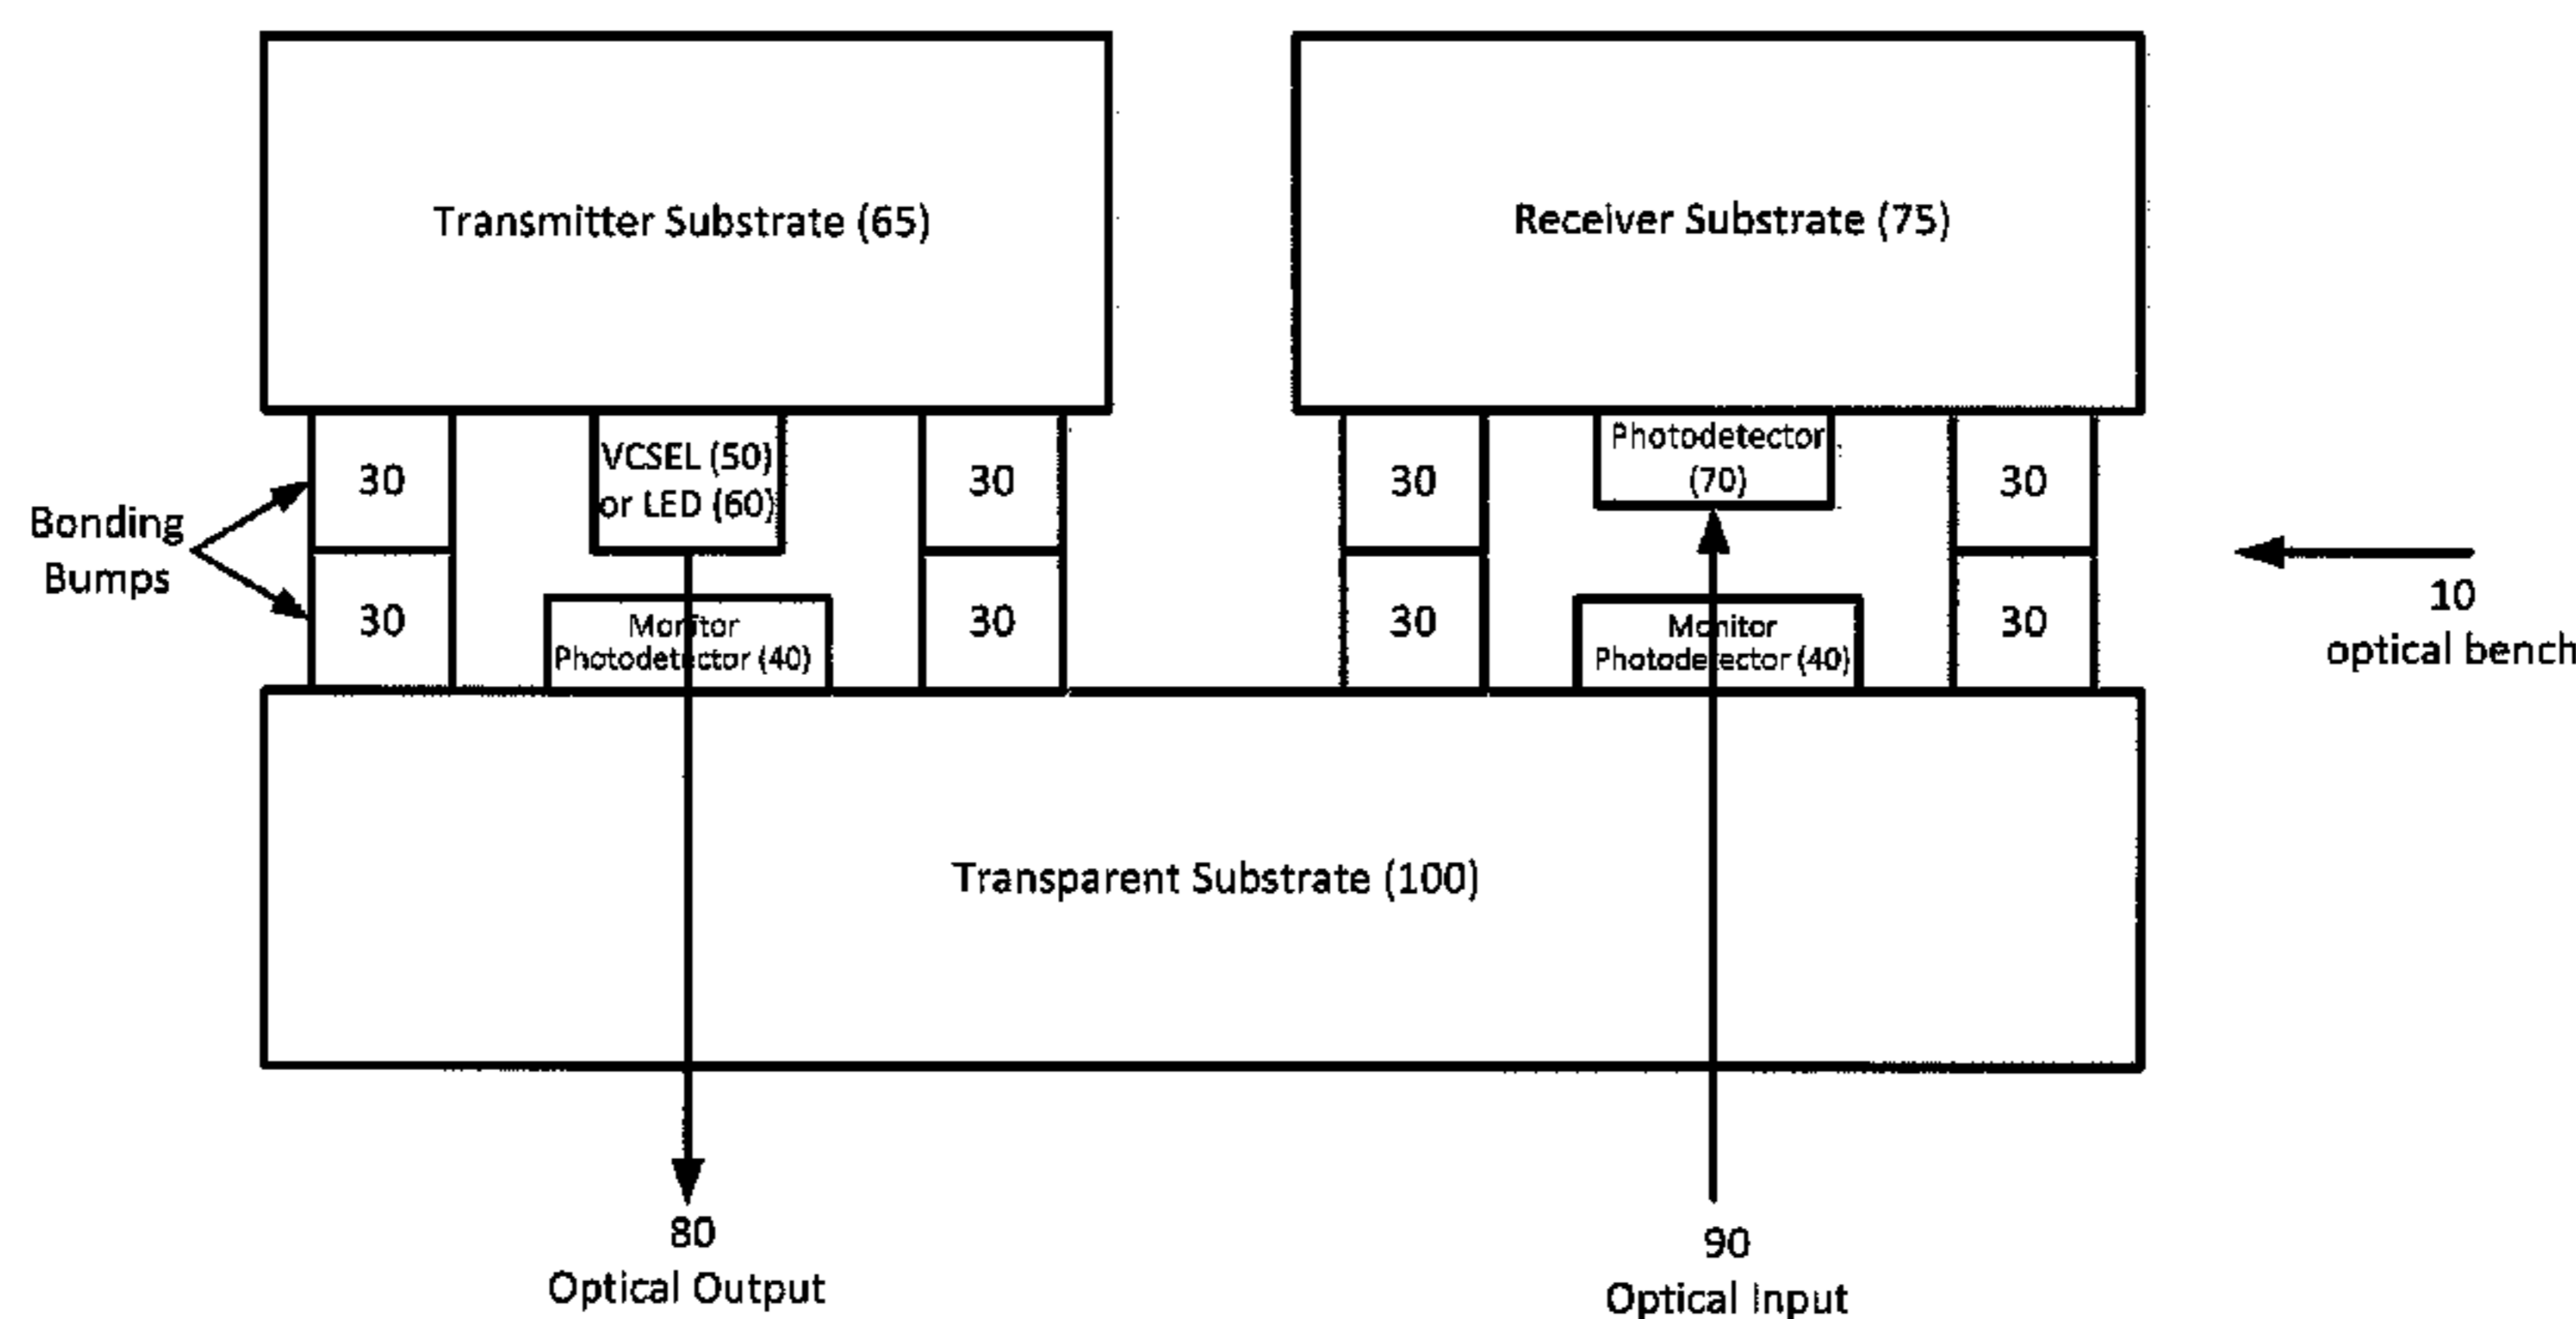 Transmitter Substrate (65)
Receiver Substrate (75)
Bonding
Bumps
30
VCSEL (50)
or LED (60)
30
30
Photodetector
(70)
30
30
Monitor
Photodetector (40)
30
30
Monitor
Photodetector (40)
30
10
optical bench
Transparent Substrate (100)
80
Optical Output
90
Optical Input